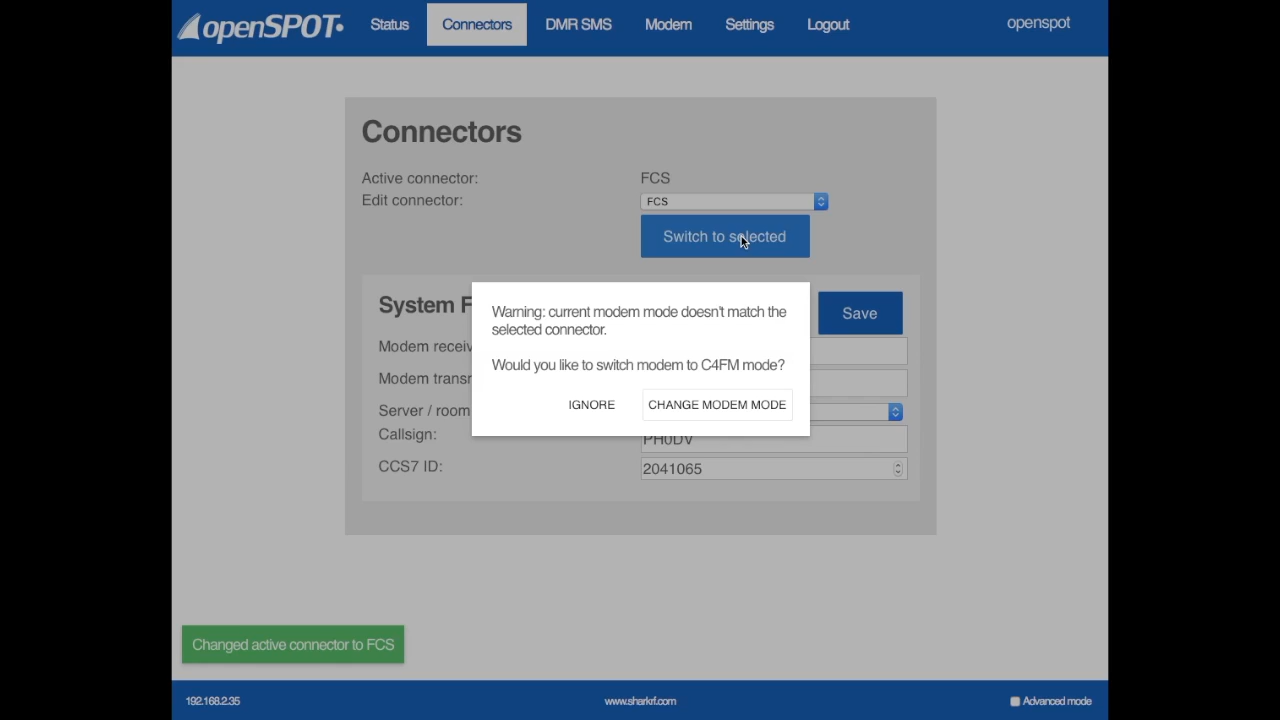 openSPOT
Status
Connectors
DMR SMS
Modem
Settings
Logout
openspot
Connectors
Active connector:
FCS
Edit connector:
FCS
Switch to selected
System F
Save
Modem receiv
Modem transm
Server / room
Callsign:
PH0DV
CCS7 ID:
2041065
Warning: current modem mode doesn't match the
selected connector.
Would you like to switch modem to C4FM mode?
IGNORE
CHANGE MODEM MODE
Changed active connector to FCS
192.168.2.35
www.sharkrf.com
Advanced mode